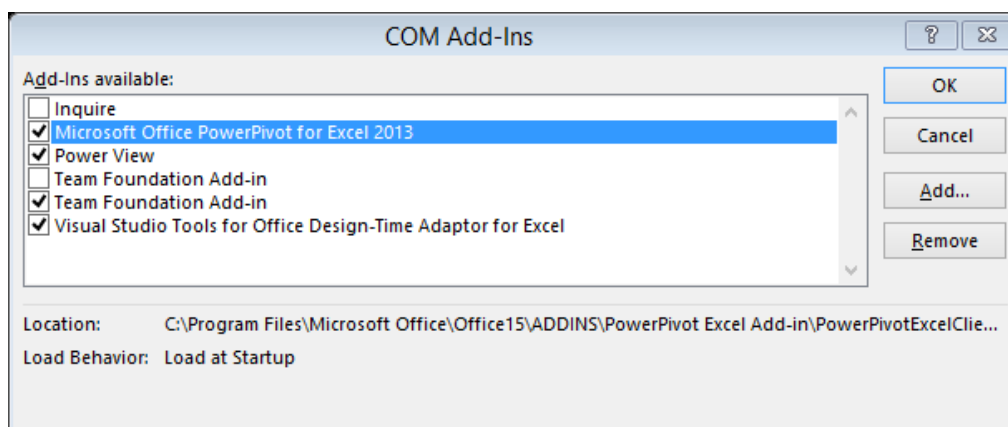 COM Add-Ins
Add-Ins available:
OK
Inquire
Microsoft Office PowerPivot for Excel 2013
Cancel
Power View
Team Foundation Add-in
Add...
Team Foundation Add-in
Visual Studio Tools for Office Design-Time Adaptor for Excel
Remove
Location: C:\Program Files\Microsoft Office\Office15\ADDINS\PowerPivot Excel Add-in\PowerPivotExcelClie...
Load Behavior: Load at Startup